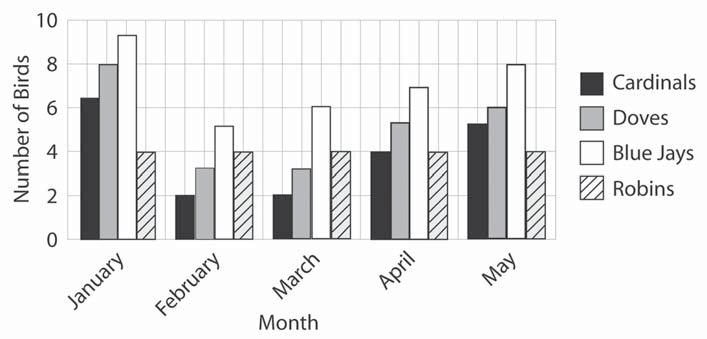 Number of Birds
10
8
6
4
2
0
January
February
March
April
May
Month
Cardinals
Doves
Blue Jays
Robins